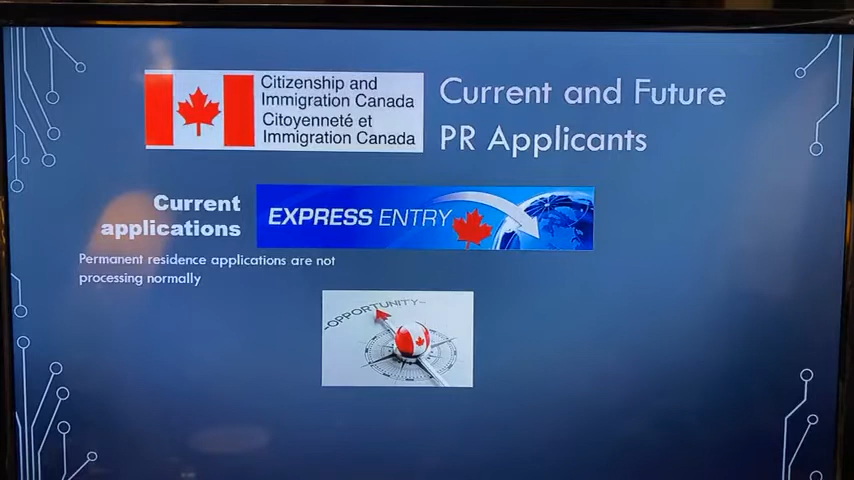 Citizenship and
Immigration Canada
Citoyenneté et
Immigration Canada
Current and Future
PR Applicants
Current
applications
EXPRESS ENTRY
Permanent residence applications are not
processing normally
OPPORTUNITY